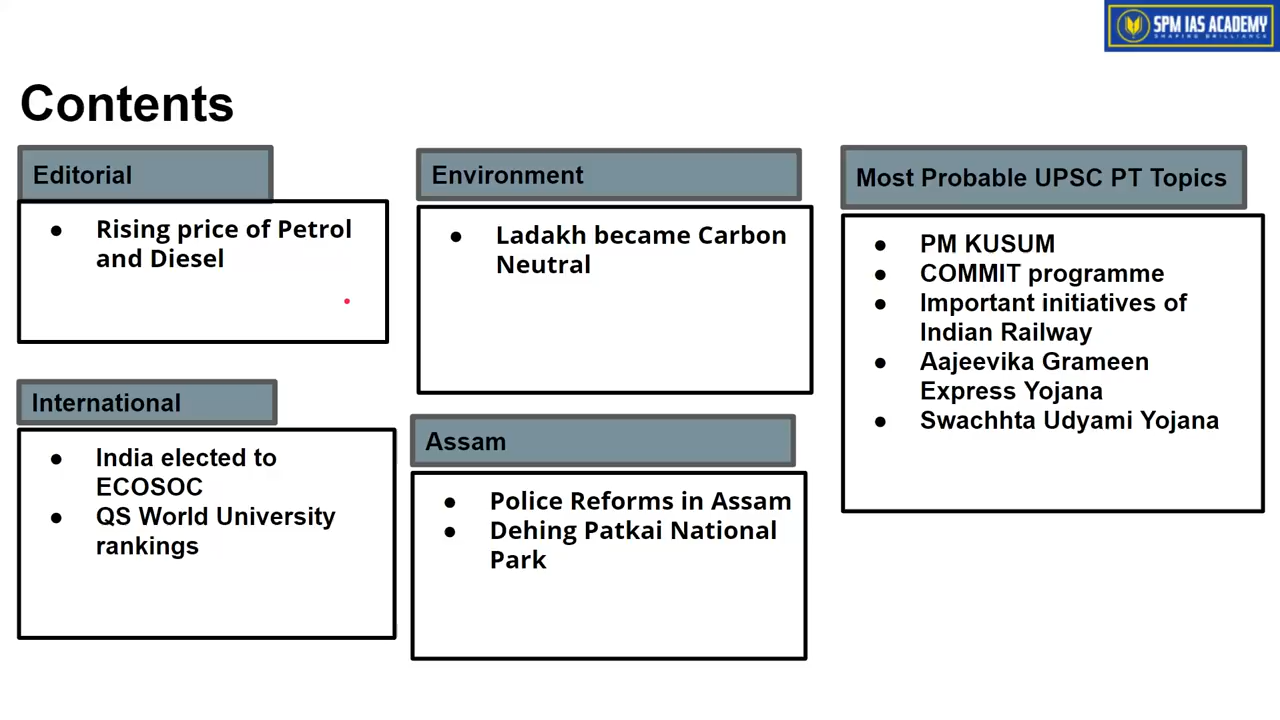 SPM IAS ACADEMY
SHAPING BRILLIANCE
Contents
Editorial
● Rising price of Petrol
and Diesel
International
● India elected to
ECOSOC
● QS World University
rankings
Environment
● Ladakh became Carbon
Neutral
Assam
● Police Reforms in Assam
● Dehing Patkai National
Park
Most Probable UPSC PT Topics
● PM KUSUM
● COMMIT programme
● Important initiatives of
Indian Railway
● Aajeevika Grameen
Express Yojana
● Swachhta Udyami Yojana